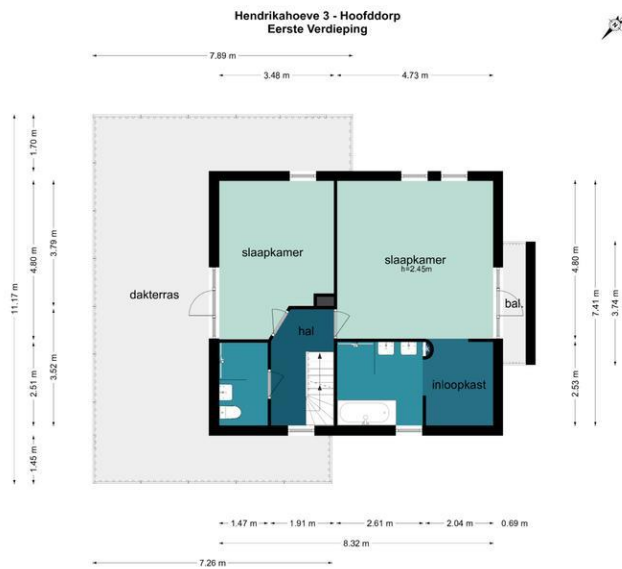 Hendrikahoeve 3 - Hoofddorp
Eerste Verdieping
N
7.89 m
3.48 m
4.73 m
1.70 m
11.17 m
4.80 m
3.79 m
slaapkamer
slaapkamer
h=2.45m
dakterras
bal.
4.80 m
7.41 m
3.74 m
hal
2.51 m
3.52 m
inloopkast
2.53 m
1.45 m
1.47 m
1.91 m
2.61 m
2.04 m
0.69 m
8.32 m
7.26 m